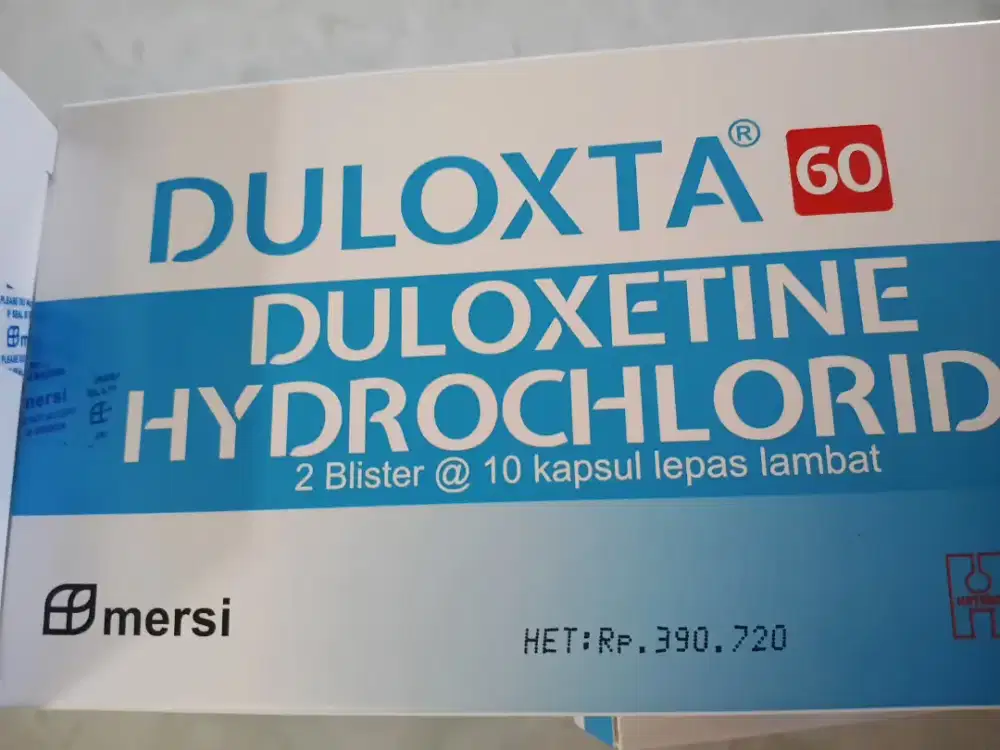 DULOXTA® 60
DULOXETINE
HYDROCHLORID
2 Blister @ 10 kapsul lepas lambat
mersi
HET:Rp.390.720